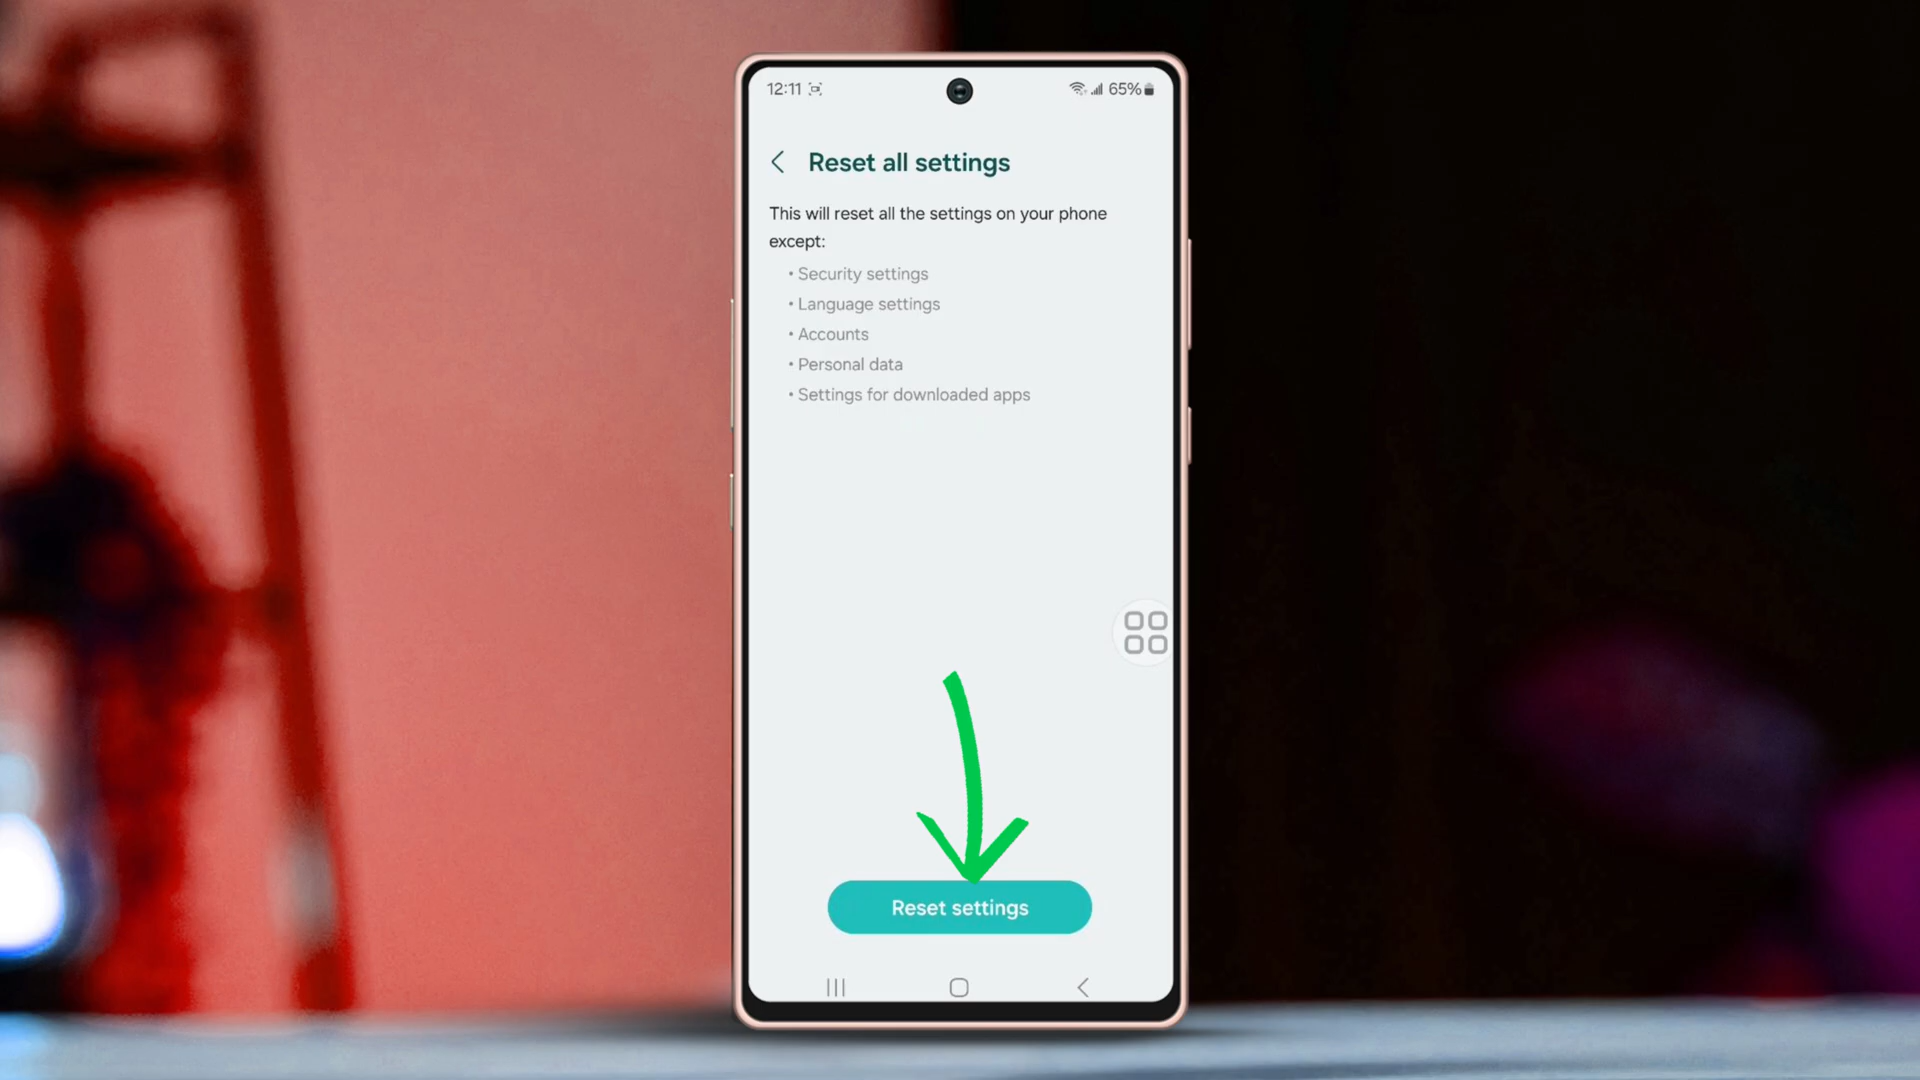 12:11
65%
Reset all settings
This will reset all the settings on your phone
except:
• Security settings
• Language settings
• Accounts
• Personal data
• Settings for downloaded apps
Reset settings